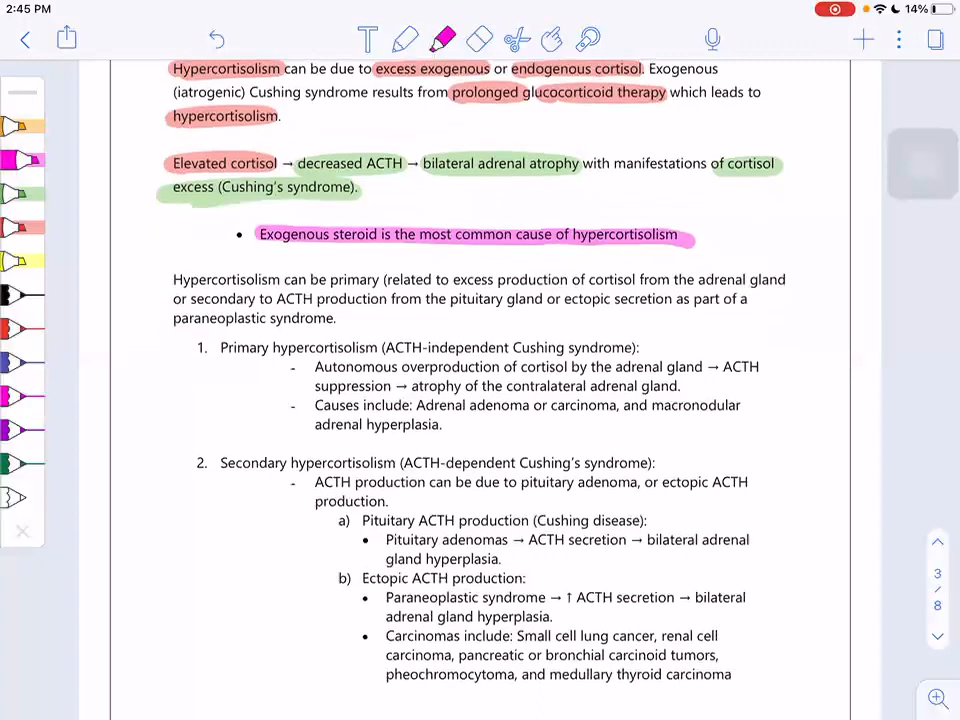 2:45 PM
14%
Hypercortisolism can be due to excess exogenous or endogenous cortisol. Exogenous
(iatrogenic) Cushing syndrome results from prolonged glucocorticoid therapy which leads to
hypercortisolism.
Elevated cortisol → decreased ACTH → bilateral adrenal atrophy with manifestations of cortisol
excess (Cushing's syndrome).
• Exogenous steroid is the most common cause of hypercortisolism
Hypercortisolism can be primary (related to excess production of cortisol from the adrenal gland
or secondary to ACTH production from the pituitary gland or ectopic secretion as part of a
paraneoplastic syndrome.
1. Primary hypercortisolism (ACTH-independent Cushing syndrome):
- Autonomous overproduction of cortisol by the adrenal gland → ACTH
suppression → atrophy of the contralateral adrenal gland.
- Causes include: Adrenal adenoma or carcinoma, and macronodular
adrenal hyperplasia.
2. Secondary hypercortisolism (ACTH-dependent Cushing's syndrome):
- ACTH production can be due to pituitary adenoma, or ectopic ACTH
production.
a) Pituitary ACTH production (Cushing disease):
• Pituitary adenomas → ACTH secretion → bilateral adrenal
gland hyperplasia.
b) Ectopic ACTH production:
• Paraneoplastic syndrome → ↑ ACTH secretion → bilateral
adrenal gland hyperplasia.
• Carcinomas include: Small cell lung cancer, renal cell
carcinoma, pancreatic or bronchial carcinoid tumors,
pheochromocytoma, and medullary thyroid carcinoma
3
/
8